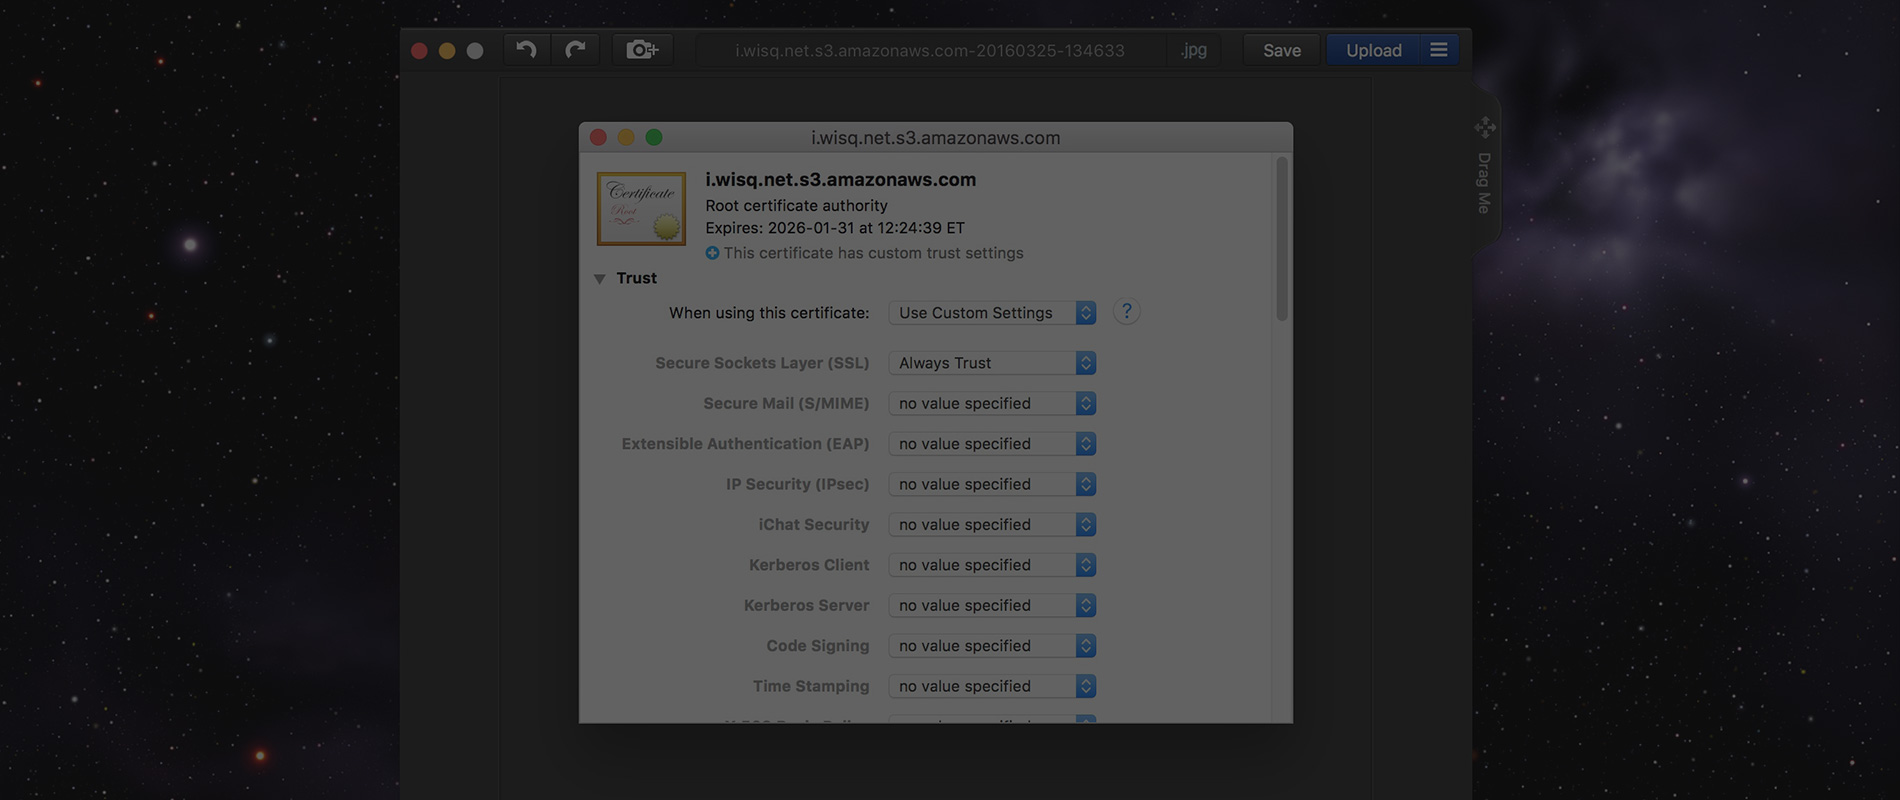 i.wisq.net.s3.amazonaws.com-20160325-134633 .jpg Save Upload
Drag Me
i.wisq.net.s3.amazonaws.com
Certificate
Root
i.wisq.net.s3.amazonaws.com
Root certificate authority
Expires: 2026-01-31 at 12:24:39 ET
This certificate has custom trust settings
Trust
When using this certificate: Use Custom Settings ?
Secure Sockets Layer (SSL) Always Trust
Secure Mail (S/MIME) no value specified
Extensible Authentication (EAP) no value specified
IP Security (IPsec) no value specified
iChat Security no value specified
Kerberos Client no value specified
Kerberos Server no value specified
Code Signing no value specified
Time Stamping no value specified